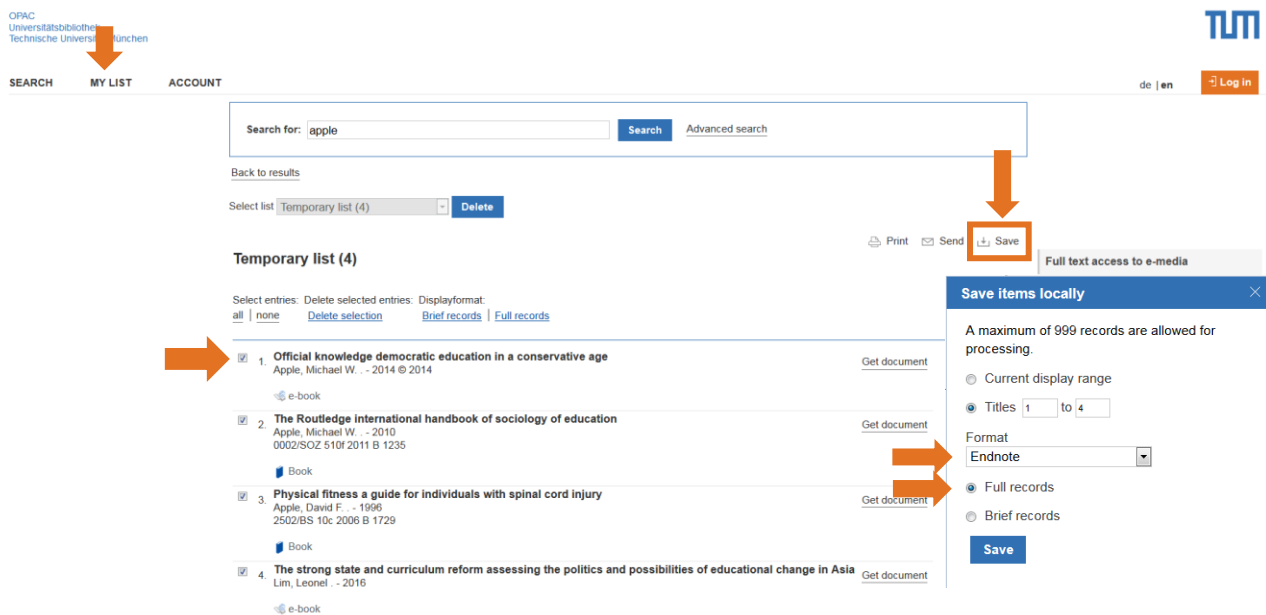 OPAC
Universitätsbibliothek
Technische Universität München
TUM
SEARCH MY LIST ACCOUNT
de | en
Log in
Search for: apple Search Advanced search
Back to results
Select list Temporary list (4) Delete
Print Send Save
Temporary list (4)
Full text access to e-media
Select entries: Delete selected entries: Displayformat:
all | none Delete selection Brief records | Full records
1. Official knowledge democratic education in a conservative age Get document
Apple, Michael W. . - 2014 © 2014
e-book
2. The Routledge international handbook of sociology of education Get document
Apple, Michael W. . - 2010
0002/SOZ 510f 2011 B 1235
Book
3. Physical fitness a guide for individuals with spinal cord injury Get document
Apple, David F. . - 1996
2502/BS 10c 2006 B 1729
Book
4. The strong state and curriculum reform assessing the politics and possibilities of educational change in Asia Get document
Lim, Leonel . - 2016
e-book
Save items locally
A maximum of 999 records are allowed for
processing.
Current display range
Titles 1 to 4
Format
Endnote
Full records
Brief records
Save